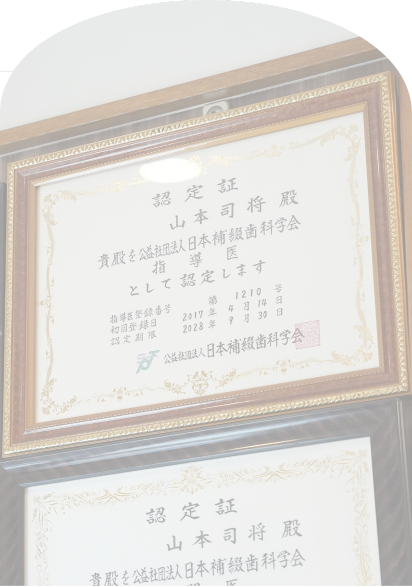 認定証
山本司将 殿
貴殿を公益社団法人日本補綴歯科学会
指導医
として認定します
指導医登録番号 第 1210 号
初回登録日 2017年 4月14日
認定期限 2028年 9月30日
公益社団法人日本補綴歯科学会
認定証
山本司将 殿
貴殿を公益社団法人日本補綴歯科学会